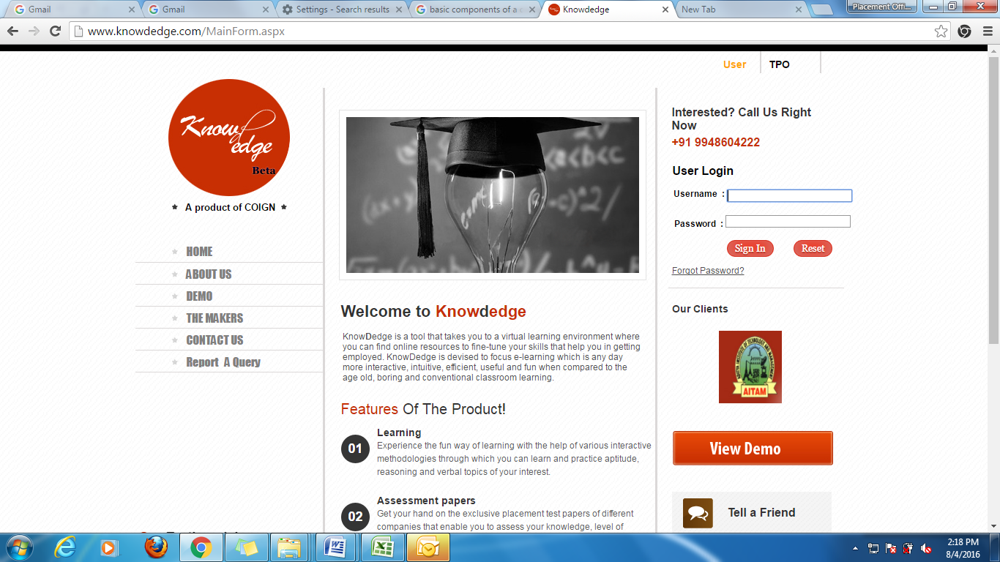 Gmail
Gmail
Settings - Search results
basic components of a e
Knowdedge
New Tab
Placement Offi...
www.knowdedge.com/MainForm.aspx
User
TPO
Know
edge
Beta
A product of COIGN
HOME
ABOUT US
DEMO
THE MAKERS
CONTACT US
Report A Query
Welcome to Knowdedge
KnowDedge is a tool that takes you to a virtual learning environment where
you can find online resources to fine-tune your skills that help you in getting
employed. KnowDedge is devised to focus e-learning which is any day
more interactive, intuitive, efficient, useful and fun when compared to the
age old, boring and conventional classroom learning.
Features Of The Product!
01
Learning
Experience the fun way of learning with the help of various interactive
methodologies through which you can learn and practice aptitude,
reasoning and verbal topics of your interest.
02
Assessment papers
Get your hand on the exclusive placement test papers of different
companies that enable you to assess your knowledge, level of
Interested? Call Us Right
Now
+91 9948604222
User Login
Username :
Password :
Sign In
Reset
Forgot Password?
Our Clients
AITAM
View Demo
Tell a Friend
2:18 PM
8/4/2016